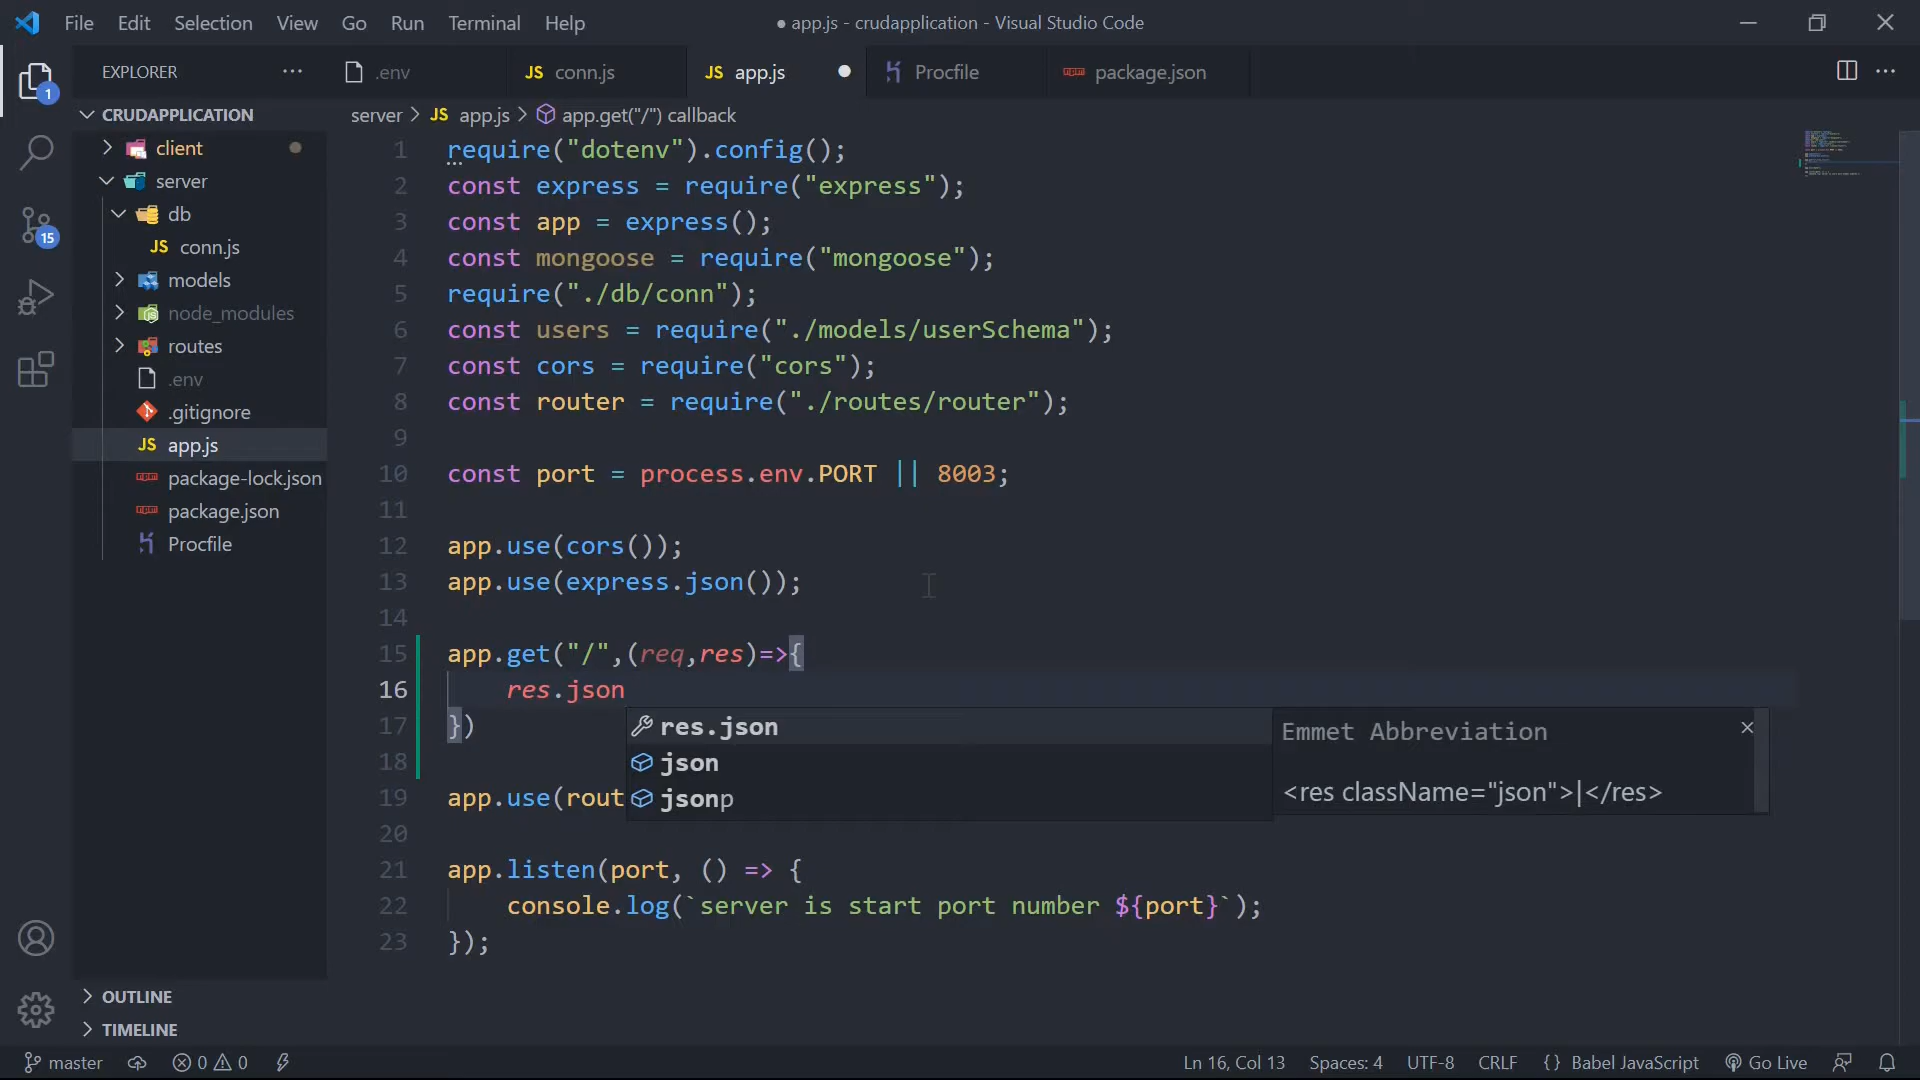 File Edit Selection View Go Run Terminal Help
● app.js - crudapplication - Visual Studio Code
EXPLORER
.env
JS conn.js
JS app.js
Procfile
package.json
1
15
CRUDAPPLICATION
client
server
db
JS conn.js
models
node_modules
routes
.env
.gitignore
JS app.js
package-lock.json
package.json
Procfile
OUTLINE
TIMELINE
server > JS app.js > app.get("/") callback
1 require("dotenv").config();
2 const express = require("express");
3 const app = express();
4 const mongoose = require("mongoose");
5 require("./db/conn");
6 const users = require("./models/userSchema");
7 const cors = require("cors");
8 const router = require("./routes/router");
9
10 const port = process.env.PORT || 8003;
11
12 app.use(cors());
13 app.use(express.json());
14
15 app.get("/",(req,res)=>{
16 res.json
17 })
18
19 app.use(rout
20
21 app.listen(port, () => {
22 console.log(`server is start port number ${port}`);
23 });
res.json
json
jsonp
Emmet Abbreviation
<res className="json">|</res>
master 0 0 Ln 16, Col 13 Spaces: 4 UTF-8 CRLF {} Babel JavaScript Go Live